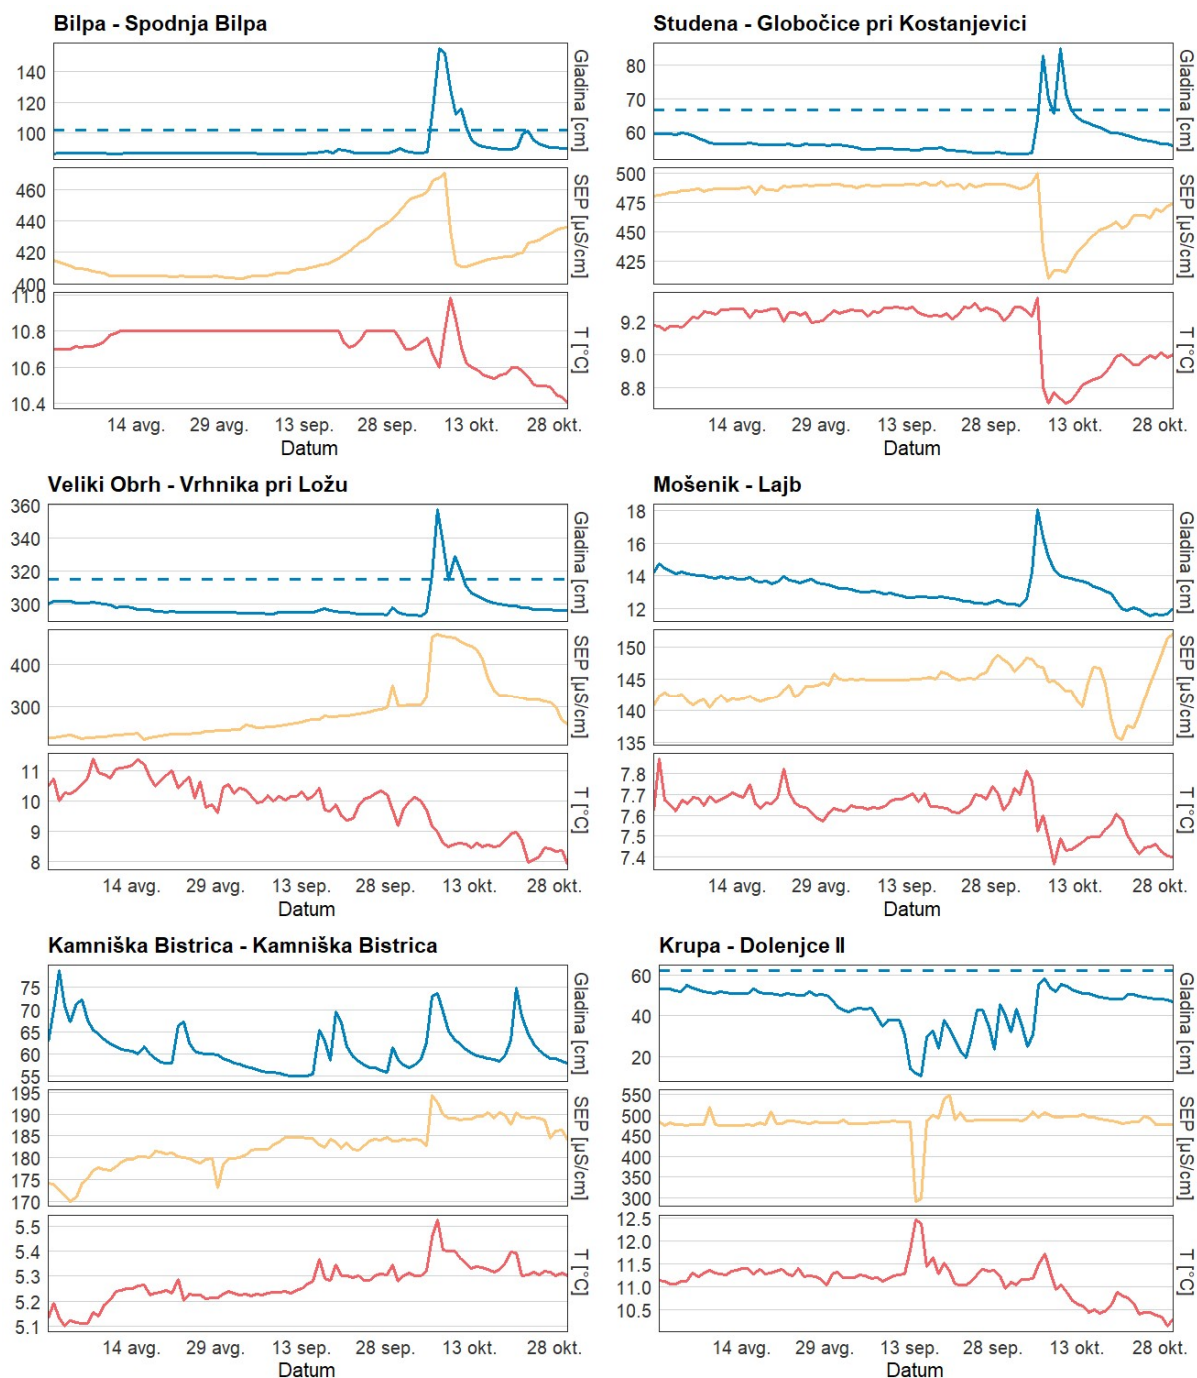 Bilpa - Spodnja Bilpa
140
120
100
Gladina [cm]
460
440
420
400
SEP [µS/cm]
11.0
10.8
10.6
10.4
T [°C]
14 avg. 29 avg. 13 sep. 28 sep. 13 okt. 28 okt.
Datum
Studena - Globočice pri Kostanjevici
80
70
60
Gladina [cm]
500
475
450
425
SEP [µS/cm]
9.2
9.0
8.8
T [°C]
14 avg. 29 avg. 13 sep. 28 sep. 13 okt. 28 okt.
Datum
Veliki Obrh - Vrhnika pri Ložu
360
340
320
300
Gladina [cm]
400
300
SEP [µS/cm]
11
10
9
8
T [°C]
14 avg. 29 avg. 13 sep. 28 sep. 13 okt. 28 okt.
Datum
Mošenik - Lajb
18
16
14
12
Gladina [cm]
150
145
140
135
SEP [µS/cm]
7.8
7.7
7.6
7.5
7.4
T [°C]
14 avg. 29 avg. 13 sep. 28 sep. 13 okt. 28 okt.
Datum
Kamniška Bistrica - Kamniška Bistrica
75
70
65
60
55
Gladina [cm]
195
190
185
180
175
170
SEP [µS/cm]
5.5
5.4
5.3
5.2
5.1
T [°C]
14 avg. 29 avg. 13 sep. 28 sep. 13 okt. 28 okt.
Datum
Krupa - Dolenjce II
60
40
20
Gladina [cm]
550
500
450
400
350
300
SEP [µS/cm]
12.5
12.0
11.5
11.0
10.5
T [°C]
14 avg. 29 avg. 13 sep. 28 sep. 13 okt. 28 okt.
Datum